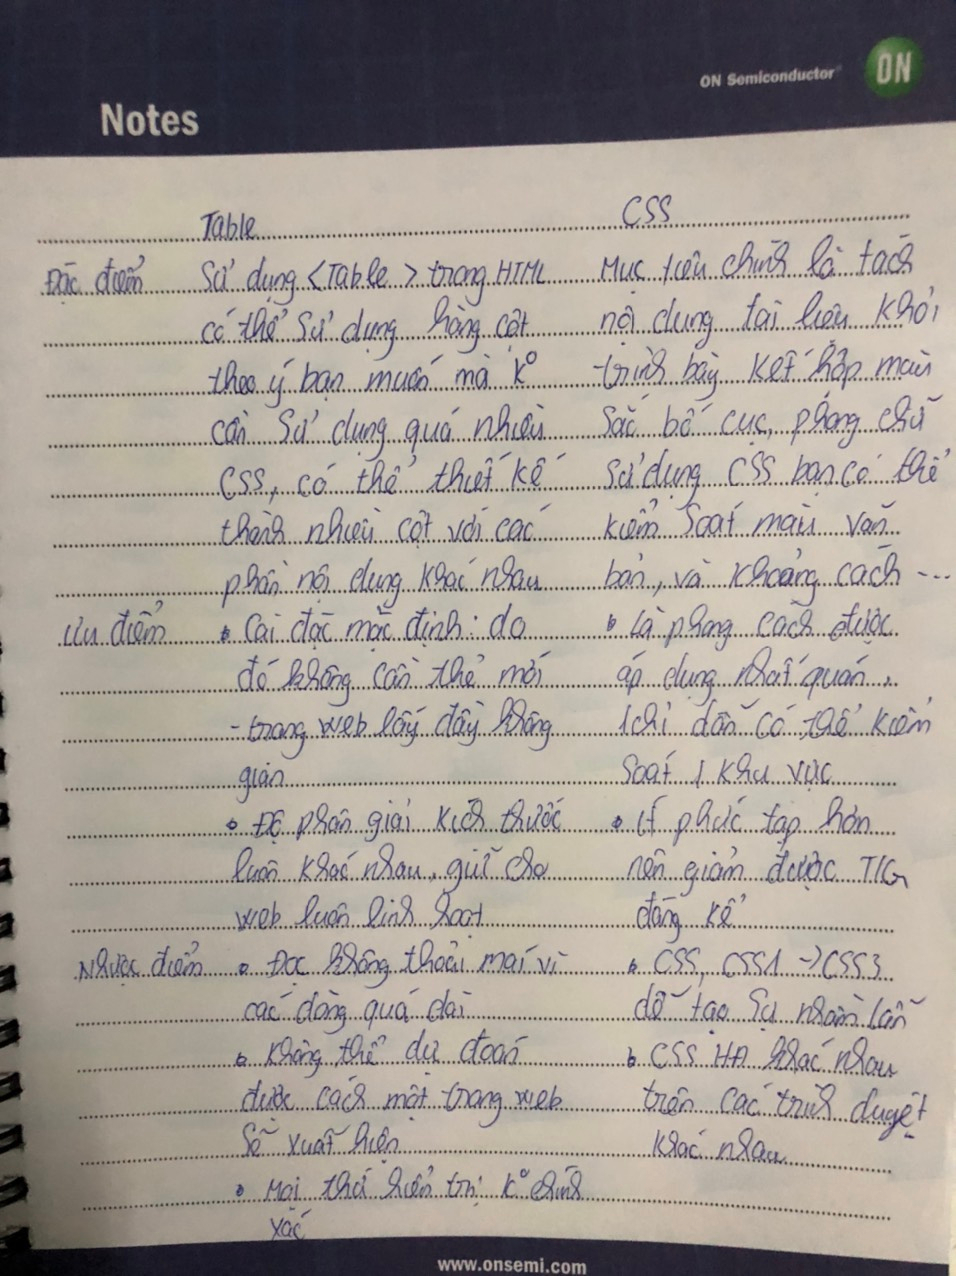 ON Semiconductor ON
Notes
Table CSS
Đặc điểm Sử dụng <Table> trong HTML Mục tiêu chính là tách
có thể sử dụng hàng cột nội dung tài liệu khỏi
theo ý bạn muốn mà k° trình bày kết hợp màu
cần sử dụng quá nhiều sắc bố cục, phông chữ
CSS, có thể thiết kế sử dụng CSS bạn có thể
thành nhiều cột với các kiểm soát màu văn
phần nội dung khác nhau bản, và khoảng cách ...
Ưu điểm • Cài đặc mặc định: do • Là phong cách được
đó không cần thẻ mới áp dụng nhất quán,
- trang web lấy đầy không 1 chỉ dẫn có thể kiểm
gian soát 1 khu vực
• Độ phân giải kích thước • Ít phức tạp hơn
luôn khác nhau, giữ cho nên giảm được TIG
web luôn linh hoạt đáng kể
Nhược điểm • Đọc không thoải mái vì • CSS, CSS1 → CSS3
các dòng quá dài dễ tạo sự nhầm lẫn
• Không thể dự đoán • CSS HĐ khác nhau
được cách một trang web trên các trình duyệt
sẽ xuất hiện khác nhau
• Mọi thứ hiển thị k° chính
xác
www.onsemi.com